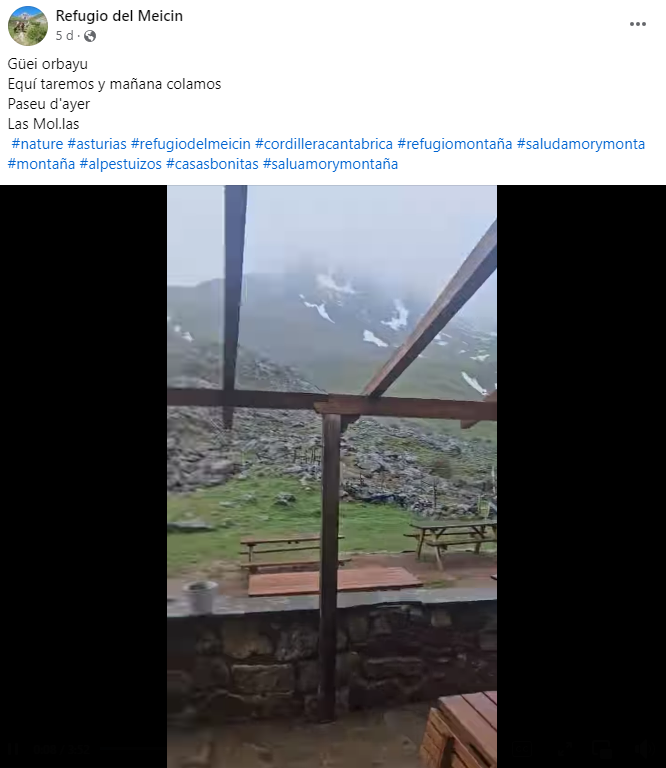 Refugio del Meicin
5 d ·
Güei orbayu
Equí taremos y mañana colamos
Paseu d'ayer
Las Mol.las
#nature #asturias #refugiodelmeicin #cordilleracantabrica #refugiomontaña #saludamorymonta
#montaña #alpestuizos #casasbonitas #saluamorymontaña